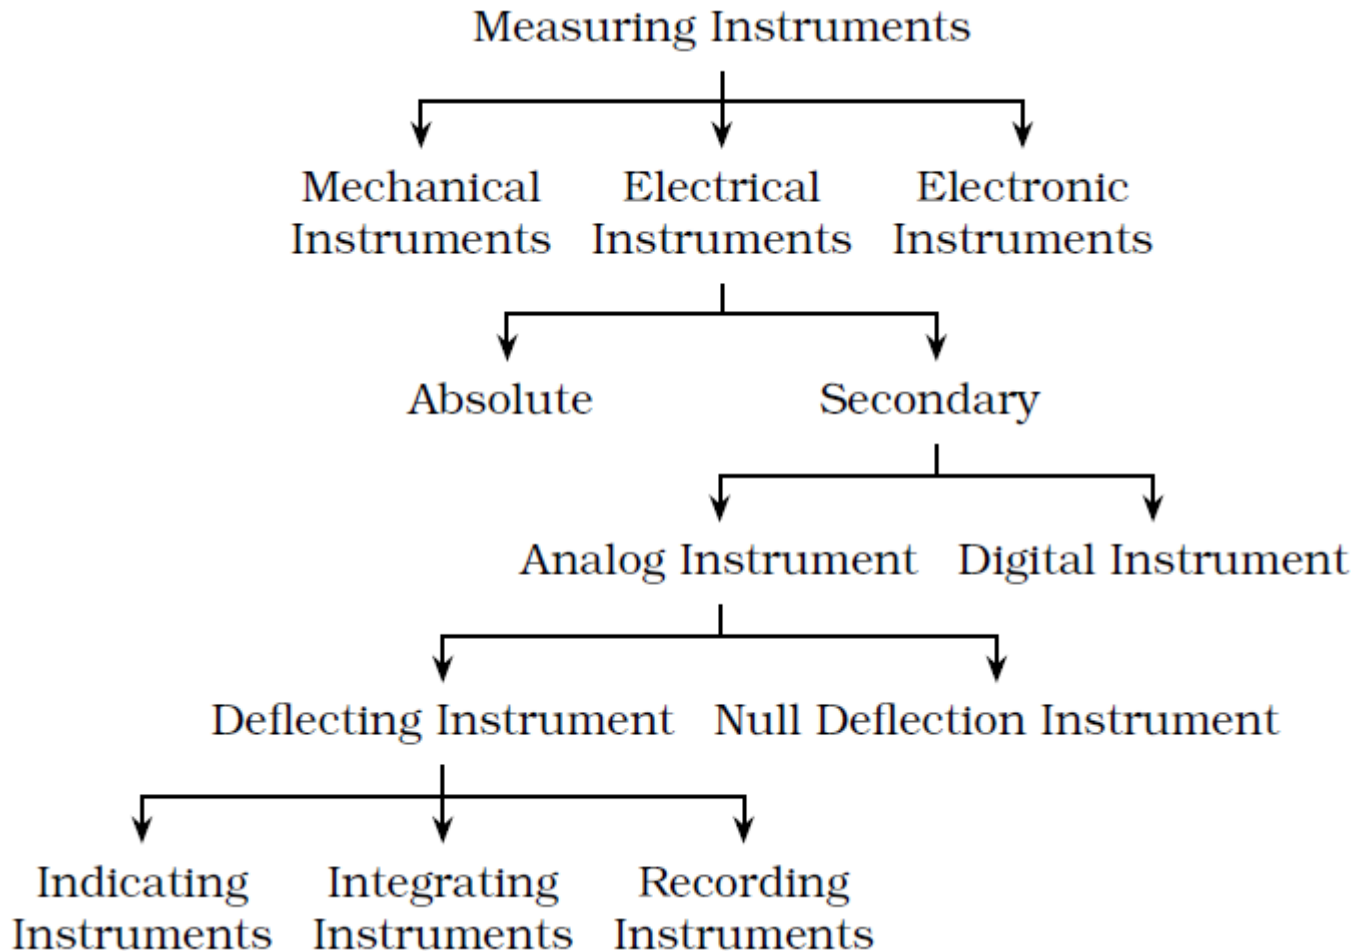 Measuring Instruments
Mechanical Instruments
Electrical Instruments
Electronic Instruments
Absolute
Secondary
Analog Instrument
Digital Instrument
Deflecting Instrument
Null Deflection Instrument
Indicating Instruments
Integrating Instruments
Recording Instruments